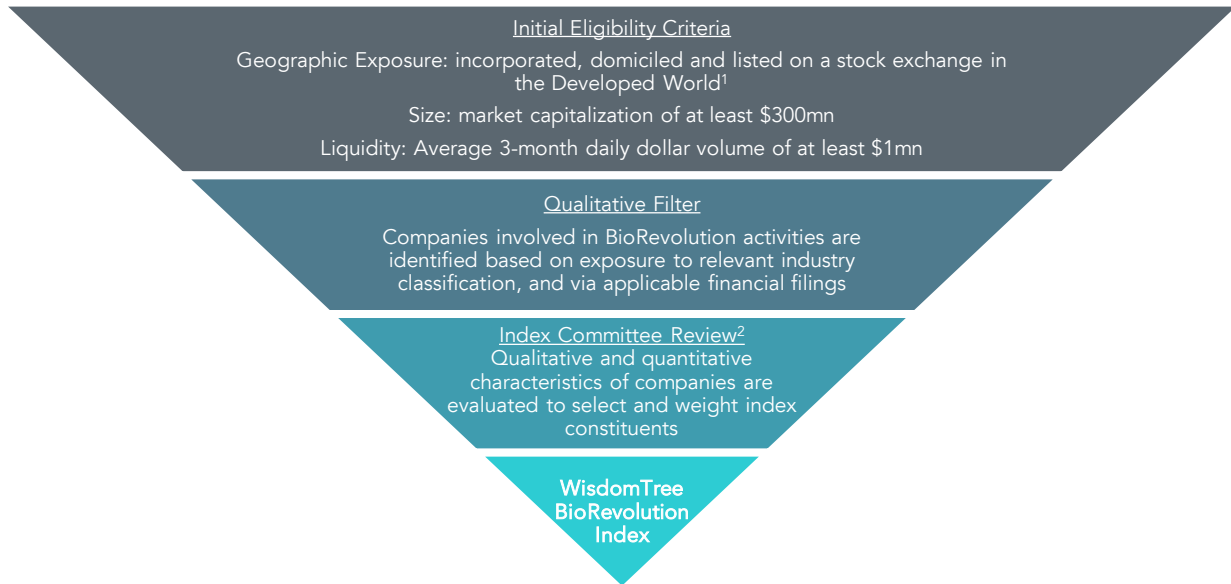 Initial Eligibility Criteria
Geographic Exposure: incorporated, domiciled and listed on a stock exchange in
the Developed World¹
Size: market capitalization of at least $300mn
Liquidity: Average 3-month daily dollar volume of at least $1mn
Qualitative Filter
Companies involved in BioRevolution activities are
identified based on exposure to relevant industry
classification, and via applicable financial filings
Index Committee Review²
Qualitative and quantitative
characteristics of companies are
evaluated to select and weight index
constituents
WisdomTree
BioRevolution
Index